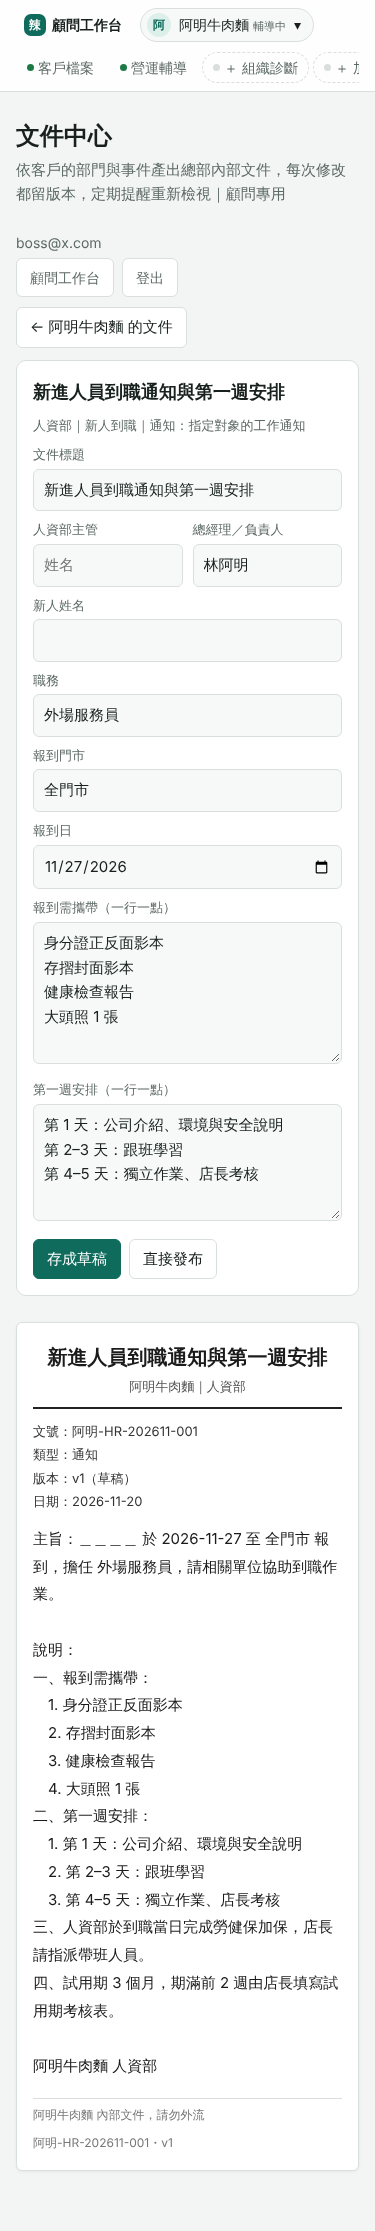 辣 顧問工作台 阿 阿明牛肉麵 輔導中 ▼
客戶檔案 營運輔導 ＋ 組織診斷 ＋
文件中心
依客戶的部門與事件產出總部內部文件，每次修改
都留版本，定期提醒重新檢視｜顧問專用
boss@x.com
顧問工作台 登出
← 阿明牛肉麵 的文件
新進人員到職通知與第一週安排
人資部｜新人到職｜通知：指定對象的工作通知
文件標題
新進人員到職通知與第一週安排
人資部主管 總經理／負責人
姓名 林阿明
新人姓名
職務
外場服務員
報到門市
全門市
報到日
11/27/2026
報到需攜帶（一行一點）
身分證正反面影本
存摺封面影本
健康檢查報告
大頭照 1 張
第一週安排（一行一點）
第 1 天：公司介紹、環境與安全說明
第 2–3 天：跟班學習
第 4–5 天：獨立作業、店長考核
存成草稿 直接發布
新進人員到職通知與第一週安排
阿明牛肉麵｜人資部
文號：阿明-HR-202611-001
類型：通知
版本：v1（草稿）
日期：2026-11-20
主旨：＿＿＿＿ 於 2026-11-27 至 全門市 報
到，擔任 外場服務員，請相關單位協助到職作
業。
說明：
一、報到需攜帶：
1. 身分證正反面影本
2. 存摺封面影本
3. 健康檢查報告
4. 大頭照 1 張
二、第一週安排：
1. 第 1 天：公司介紹、環境與安全說明
2. 第 2–3 天：跟班學習
3. 第 4–5 天：獨立作業、店長考核
三、人資部於到職當日完成勞健保加保，店長
請指派帶班人員。
四、試用期 3 個月，期滿前 2 週由店長填寫試
用期考核表。
阿明牛肉麵 人資部
阿明牛肉麵 內部文件，請勿外流
阿明-HR-202611-001・v1